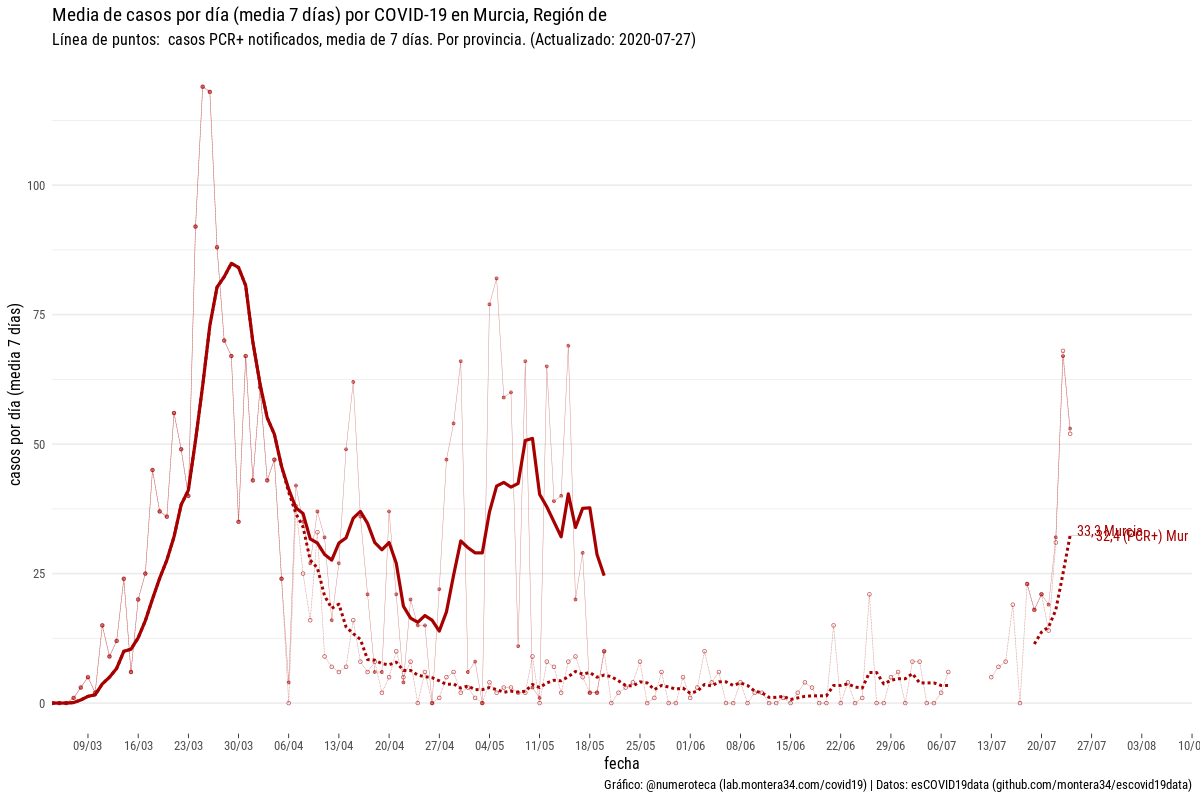 Media de casos por día (media 7 días) por COVID-19 en Murcia, Región de
Línea de puntos:  casos PCR+ notificados, media de 7 días. Por provincia. (Actualizado: 2020-07-27)
casos por día (media 7 días)
100
75
50
25
0
33,3 Murcia
32,4 (PCR+) Mur
09/03 16/03 23/03 30/03 06/04 13/04 20/04 27/04 04/05 11/05 18/05 25/05 01/06 08/06 15/06 22/06 29/06 06/07 13/07 20/07 27/07 03/08 10/0
fecha
Gráfico: @numeroteca (lab.montera34.com/covid19) | Datos: esCOVID19data (github.com/montera34/escovid19data)